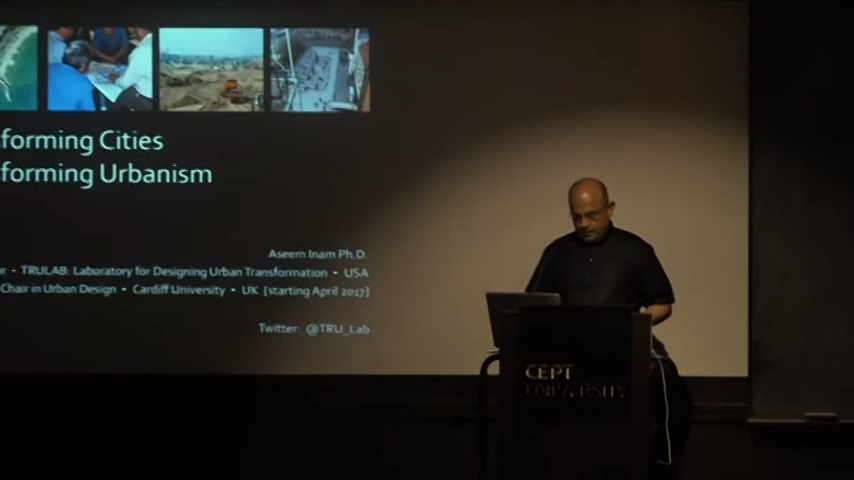 forming Cities
forming Urbanism
Aseem Inam Ph.D.
r • TRULAB: Laboratory for Designing Urban Transformation • USA
Chair in Urban Design • Cardiff University • UK [starting April 2017]
Twitter: @TRU_Lab
CEPT
UNIVERSITY